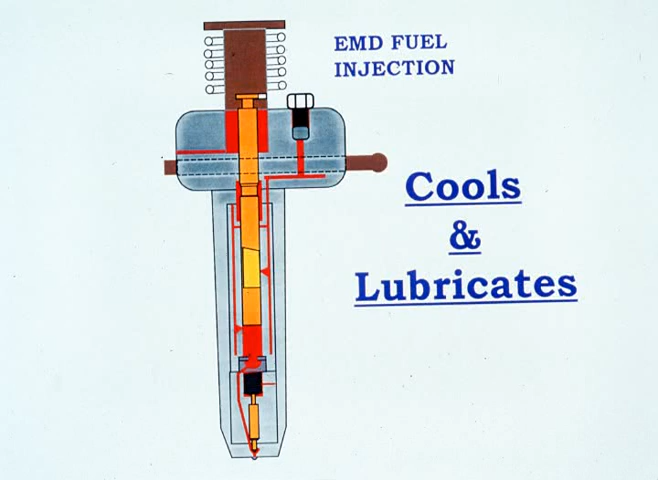 EMD FUEL
INJECTION
Cools
&
Lubricates